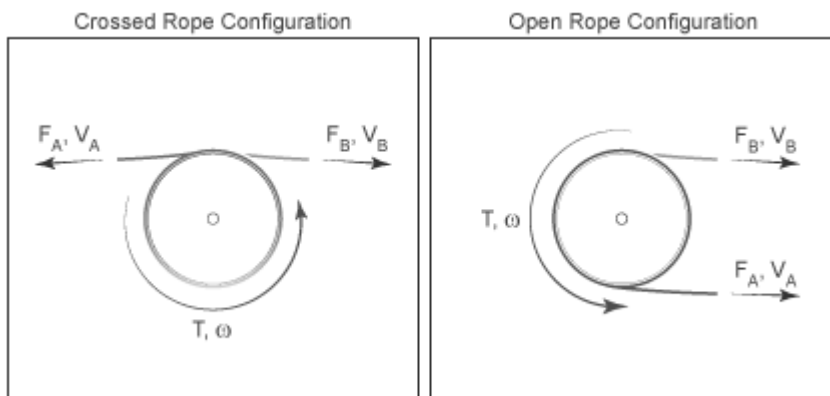 Crossed Rope Configuration
F_A, V_A
F_B, V_B
T, ω
Open Rope Configuration
F_B, V_B
T, ω
F_A, V_A